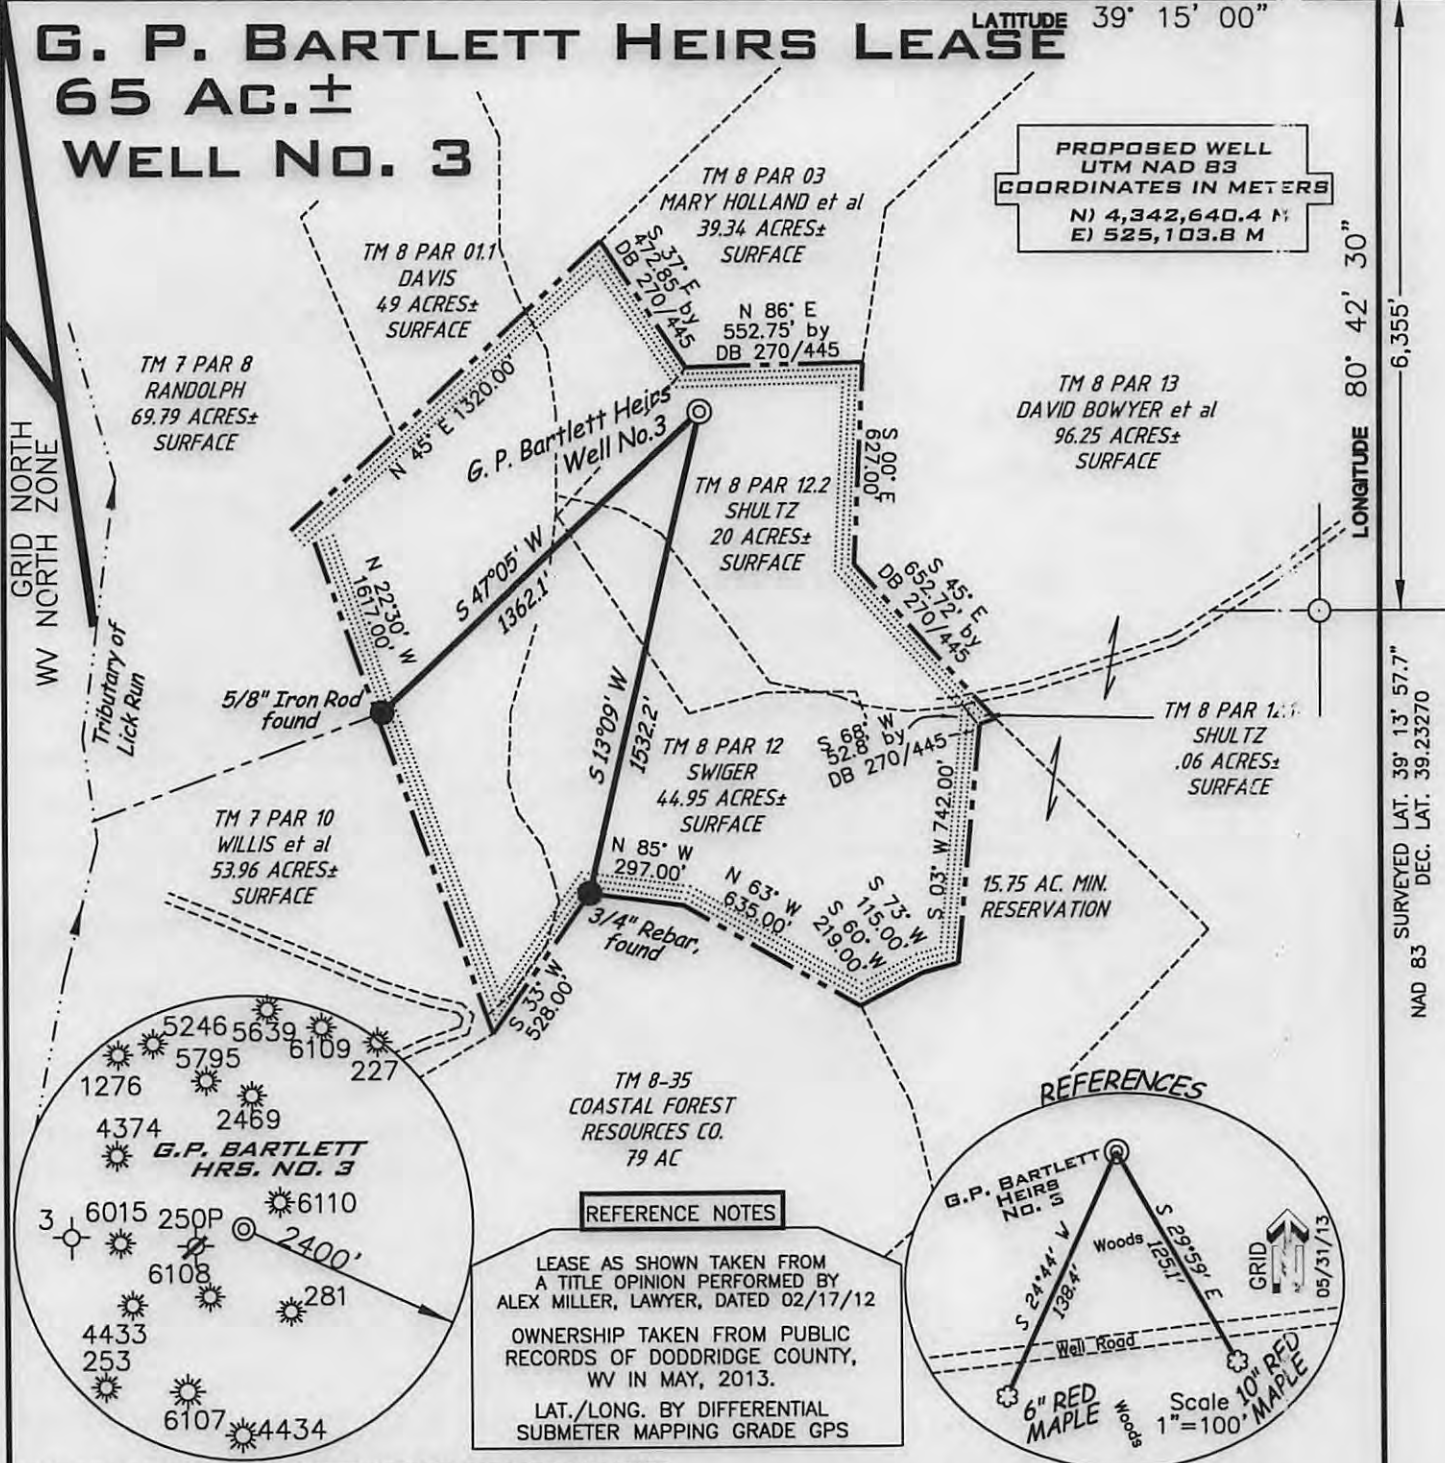 G. P. BARTLETT HEIRS LEASE
65 AC.±
WELL NO. 3
LATITUDE 39° 15' 00"
PROPOSED WELL
UTM NAD 83
COORDINATES IN METERS
N) 4,342,640.4 M
E) 525,103.8 M
LONGITUDE 80° 42' 30"
6,355'
SURVEYED LAT. 39° 13' 57.7"
NAD 83 DEC. LAT. 39.23270
GRID NORTH
WV NORTH ZONE
Tributary of
Lick Run
TM 8 PAR 03
MARY HOLLAND et al
39.34 ACRES±
SURFACE
TM 8 PAR 01.1
DAVIS
49 ACRES±
SURFACE
TM 7 PAR 8
RANDOLPH
69.79 ACRES±
SURFACE
S 37° E
472.85 by
DB 270/445
N 86° E
552.75' by
DB 270/445
TM 8 PAR 13
DAVID BOWYER et al
96.25 ACRES±
SURFACE
N 45° E 1320.00'
G. P. Bartlett Heirs
Well No.3
S 00° E
627.00'
TM 8 PAR 12.2
SHULTZ
20 ACRES±
SURFACE
N 22°30' W
1617.00'
S 47°05' W
1362.1'
S 45° E
652.72' by
DB 270/445
S 13°09' W
1532.2'
5/8" Iron Rod
found
TM 8 PAR 12
SWIGER
44.95 ACRES±
SURFACE
S 68° W
52.8' by
DB 270/445
TM 8 PAR 12.1
SHULTZ
.06 ACRES±
SURFACE
TM 7 PAR 10
WILLIS et al
53.96 ACRES±
SURFACE
S 03° W 742.00'
N 85° W
297.00'
N 63° W
635.00'
S 73° W
115.00'
S 60° W
219.00'
15.75 AC. MIN.
RESERVATION
3/4" Rebar,
found
S 33° W
528.00'
5246
5639
6109
227
1276
5795
2469
4374
G.P. BARTLETT
HRS. NO. 3
6110
3
6015
250P
2400'
6108
281
4433
253
6107
4434
TM 8-35
COASTAL FOREST
RESOURCES CO.
79 AC
REFERENCE NOTES
LEASE AS SHOWN TAKEN FROM
A TITLE OPINION PERFORMED BY
ALEX MILLER, LAWYER, DATED 02/17/12
OWNERSHIP TAKEN FROM PUBLIC
RECORDS OF DODDRIDGE COUNTY,
WV IN MAY, 2013.
LAT./LONG. BY DIFFERENTIAL
SUBMETER MAPPING GRADE GPS
REFERENCES
G.P. BARTLETT
HEIRS
NO. 3
S 24°44' W
138.4'
Woods
S 29°59' E
125.1'
GRID
05/31/13
Well Road
6" RED
MAPLE
Woods
Scale
1"=100'
10" RED
MAPLE